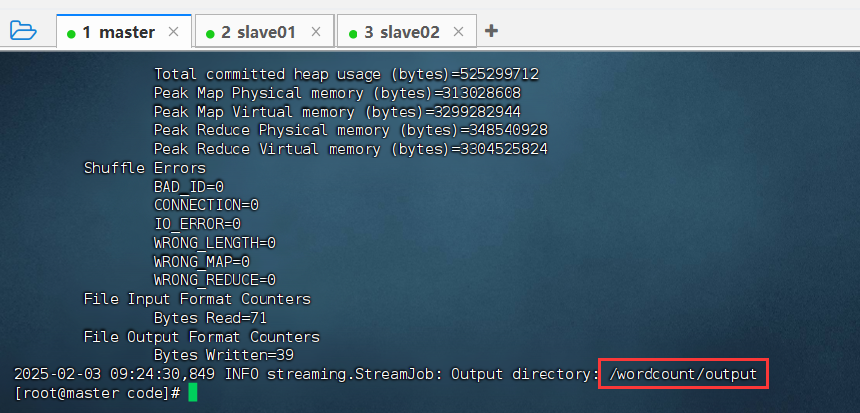 1 master × 2 slave01 × 3 slave02 × +
Total committed heap usage (bytes)=525299712
Peak Map Physical memory (bytes)=313028608
Peak Map Virtual memory (bytes)=3299282944
Peak Reduce Physical memory (bytes)=348540928
Peak Reduce Virtual memory (bytes)=3304525824
Shuffle Errors
BAD_ID=0
CONNECTION=0
IO_ERROR=0
WRONG_LENGTH=0
WRONG_MAP=0
WRONG_REDUCE=0
File Input Format Counters
Bytes Read=71
File Output Format Counters
Bytes Written=39
2025-02-03 09:24:30,849 INFO streaming.StreamJob: Output directory: /wordcount/output
[root@master code]#